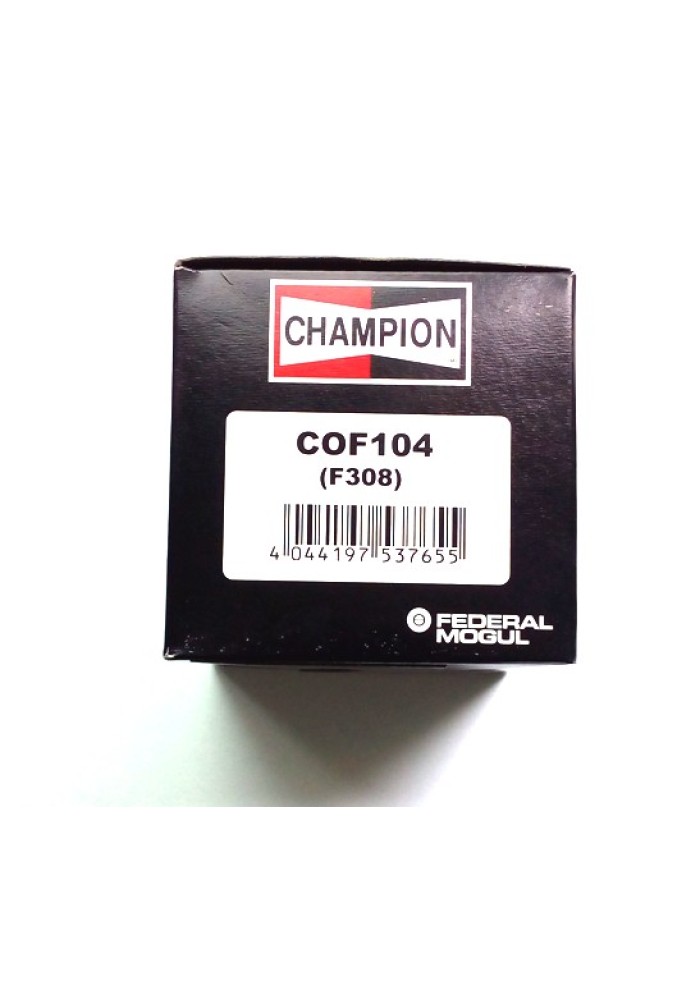 CHAMPION
COF104
(F308)
4 044197 537655
FEDERAL
MOGUL